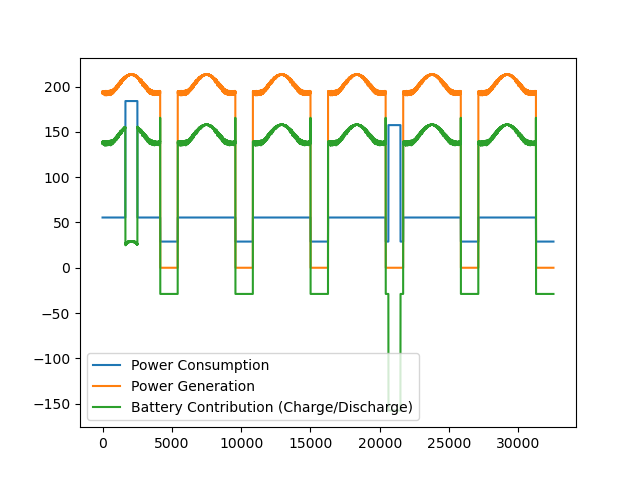 200
150
100
50
0
−50
−100
−150
Power Consumption
Power Generation
Battery Contribution (Charge/Discharge)
0 5000 10000 15000 20000 25000 30000